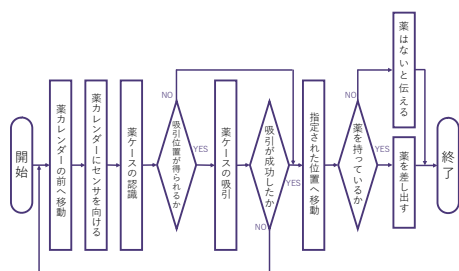 開始
薬カレンダーの前へ移動
薬カレンダーにセンサを向ける
薬ケースの認識
吸引位置が得られるか
NO
YES
薬ケースの吸引
吸引が成功したか
YES
NO
指定された位置へ移動
薬を持っているか
NO
YES
薬はないと伝える
薬を差し出す
終了